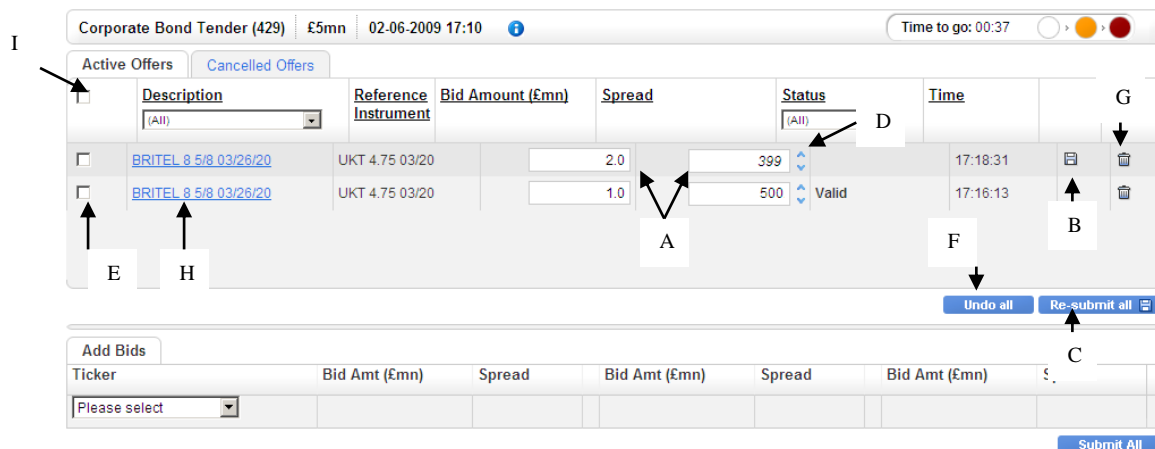 Corporate Bond Tender (429) £5mn 02-06-2009 17:10 Time to go: 00:37
I
Active Offers Cancelled Offers
Description Reference Instrument Bid Amount (£mn) Spread Status Time G
(All) (All) D
BRITEL 8 5/8 03/26/20 UKT 4.75 03/20 2.0 399 17:18:31
BRITEL 8 5/8 03/26/20 UKT 4.75 03/20 1.0 500 Valid 17:16:13
A F B
E H
Undo all Re-submit all
Add Bids C
Ticker Bid Amt (£mn) Spread Bid Amt (£mn) Spread Bid Amt (£mn)
Please select
Submit All